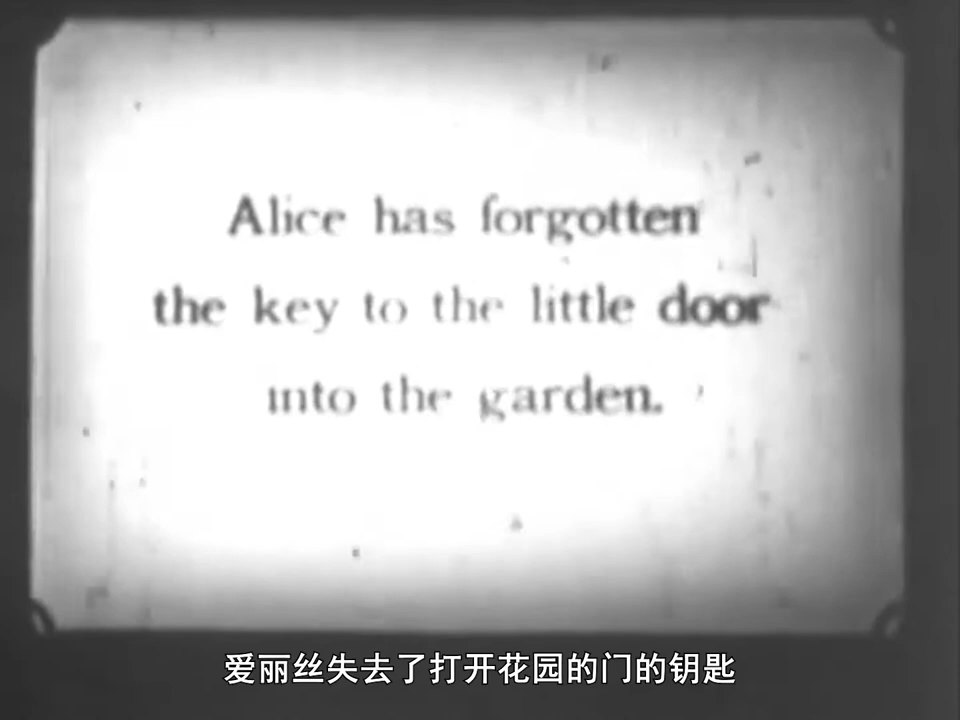 Alice has forgotten
the key to the little door
into the garden.
爱丽丝失去了打开花园的门的钥匙